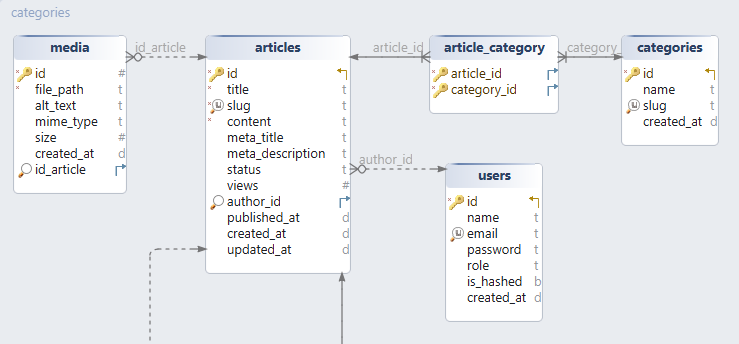 categories
media
id #
file_path t
alt_text t
mime_type t
size #
created_at d
id_article
id_article
articles
id
title t
slug t
content t
meta_title t
meta_description t
status t
views #
author_id
published_at d
created_at d
updated_at d
article_id
article_category
article_id
category_id
category_
categories
id
name t
slug t
created_at d
author_id
users
id
name t
email t
password t
role t
is_hashed b
created_at d